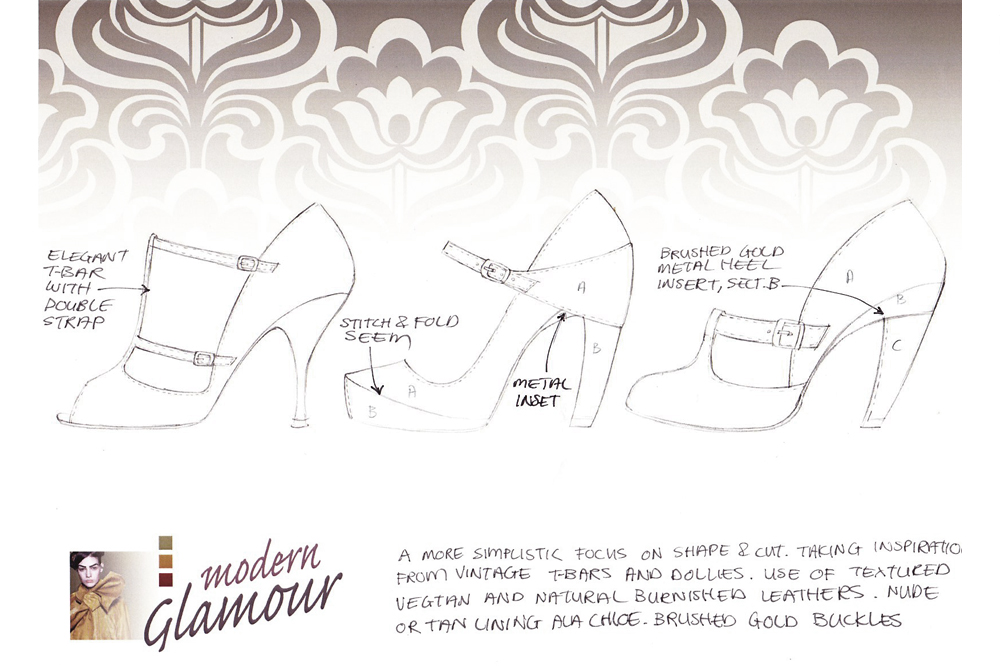 ELEGANT
T-BAR
WITH
DOUBLE
STRAP
STITCH & FOLD
SEEM
A
B
A
B
METAL
INSET
BRUSHED GOLD
METAL HEEL
INSERT, SECT. B
A
B
C
modern
Glamour
A MORE SIMPLISTIC FOCUS ON SHAPE & CUT. TAKING INSPIRATIO
FROM VINTAGE T-BARS AND DOLLIES. USE OF TEXTURED
VEGTAN AND NATURAL BURNISHED LEATHERS. NUDE
OR TAN LINING ALA CHLOE. BRUSHED GOLD BUCKLES